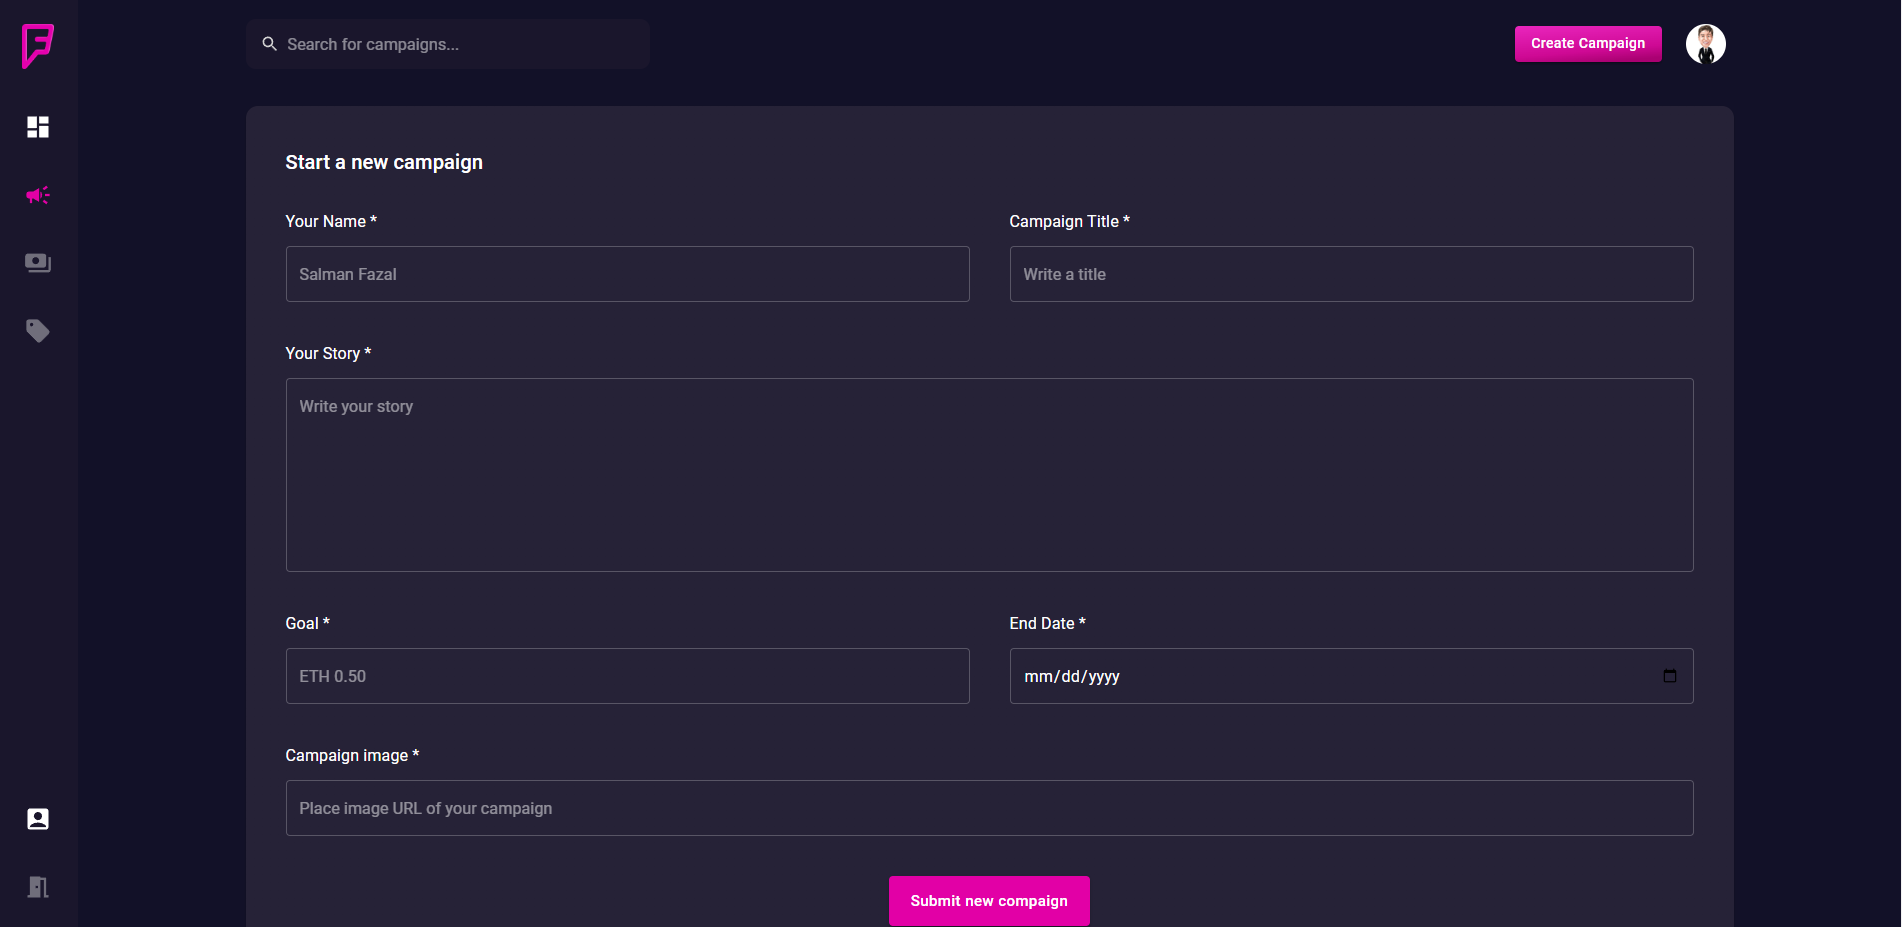 Search for campaigns...
Create Campaign
Start a new campaign
Your Name *
Campaign Title *
Salman Fazal
Write a title
Your Story *
Write your story
Goal *
End Date *
ETH 0.50
mm/dd/yyyy
Campaign image *
Place image URL of your campaign
Submit new compaign